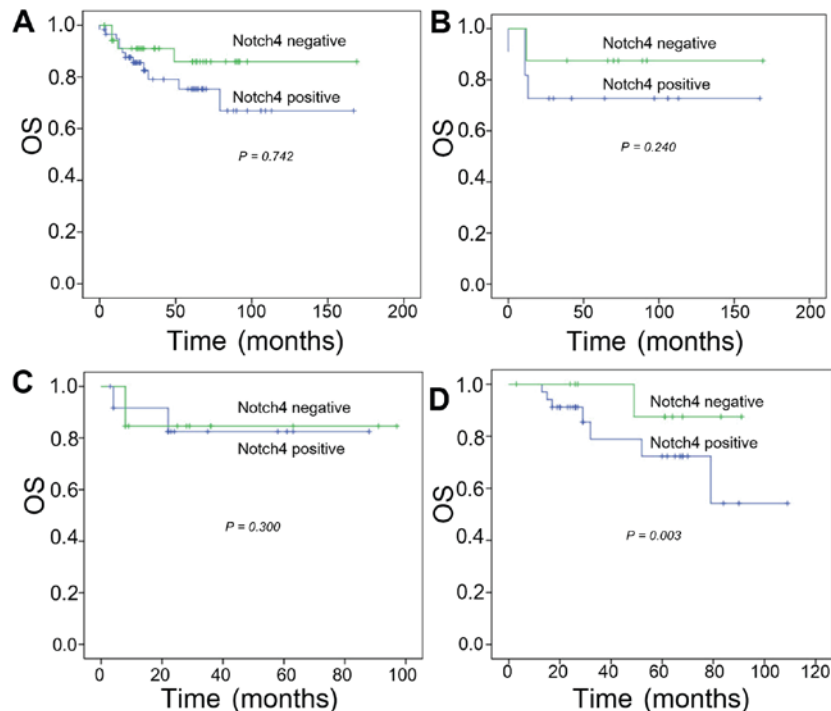 A
OS
1.0
0.8
0.6
0.4
0.2
0.0
Notch4 negative
Notch4 positive
P = 0.742
0 50 100 150 200
Time (months)
B
OS
1.0
0.8
0.6
0.4
0.2
0.0
Notch4 negative
Notch4 positive
P = 0.240
0 50 100 150 200
Time (months)
C
OS
1.0
0.8
0.6
0.4
0.2
0.0
Notch4 negative
Notch4 positive
P = 0.300
0 20 40 60 80 100
Time (months)
D
OS
1.0
0.8
0.6
0.4
0.2
0.0
Notch4 negative
Notch4 positive
P = 0.003
0 20 40 60 80 100 120
Time (months)